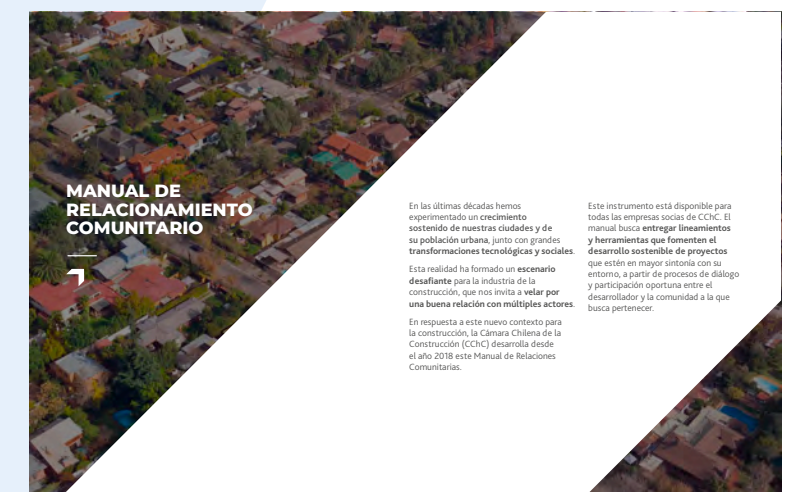 MANUAL DE
RELACIONAMIENTO
COMUNITARIO
En las últimas décadas hemos
experimentado un crecimiento
sostenido de nuestras ciudades y de
su población urbana, junto con grandes
transformaciones tecnológicas y sociales.
Esta realidad ha formado un escenario
desafiante para la industria de la
construcción, que nos invita a velar por
una buena relación con múltiples actores.
En respuesta a este nuevo contexto para
la construcción, la Cámara Chilena de la
Construcción (CChC) desarrolla desde
el año 2018 este Manual de Relaciones
Comunitarias.
Este instrumento está disponible para
todas las empresas socias de CChC. El
manual busca entregar lineamientos
y herramientas que fomenten el
desarrollo sostenible de proyectos
que estén en mayor sintonía con su
entorno, a partir de procesos de diálogo
y participación oportuna entre el
desarrollador y la comunidad a la que
busca pertenecer.